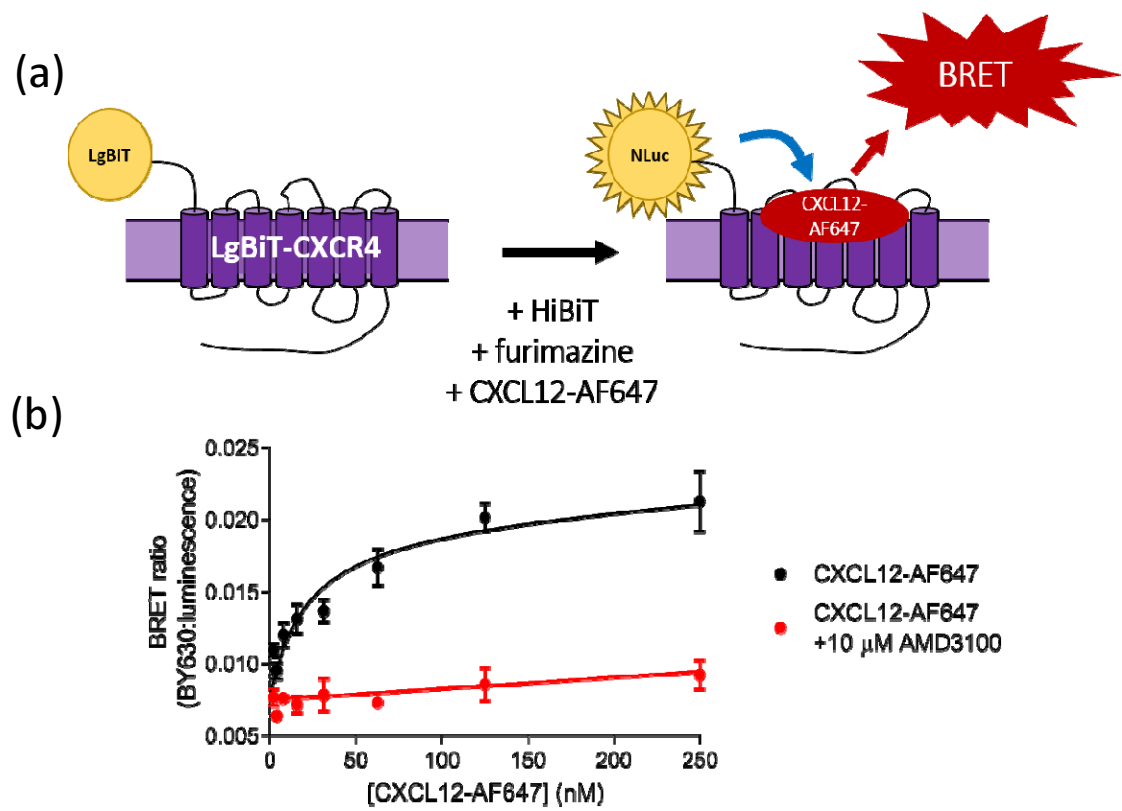 (a)
BRET
LgBIT
NLuc
CXCL12-
AF647
LgBiT-CXCR4
+ HiBiT
+ furimazine
+ CXCL12-AF647
(b)
0.025
0.020
0.015
0.010
0.005
BRET ratio
(BY630:luminescence)
0
50
100
150
200
250
[CXCL12-AF647] (nM)
CXCL12-AF647
CXCL12-AF647
+10 μM AMD3100